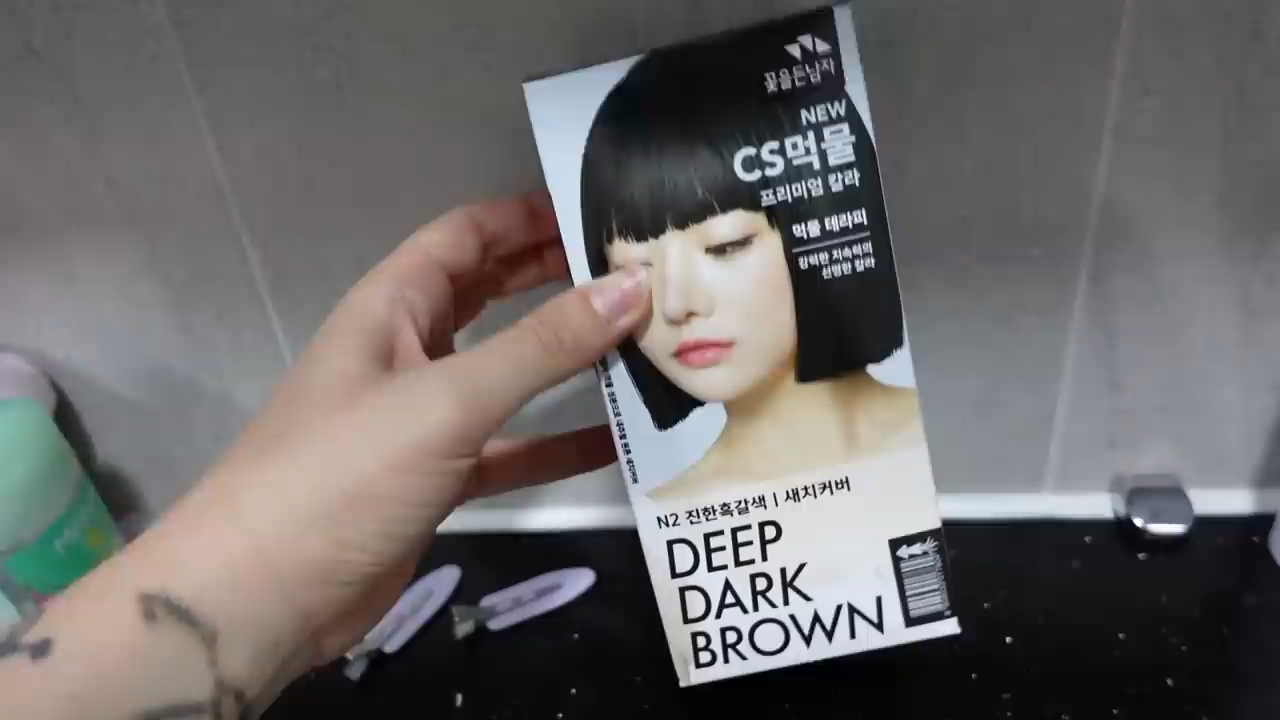 꽃을든남자
NEW
CS먹물
프리미엄 칼라
먹물 테라피
강력한 지속력의
선명한 칼라
N2 진한흑갈색 | 새치커버
DEEP
DARK
BROWN